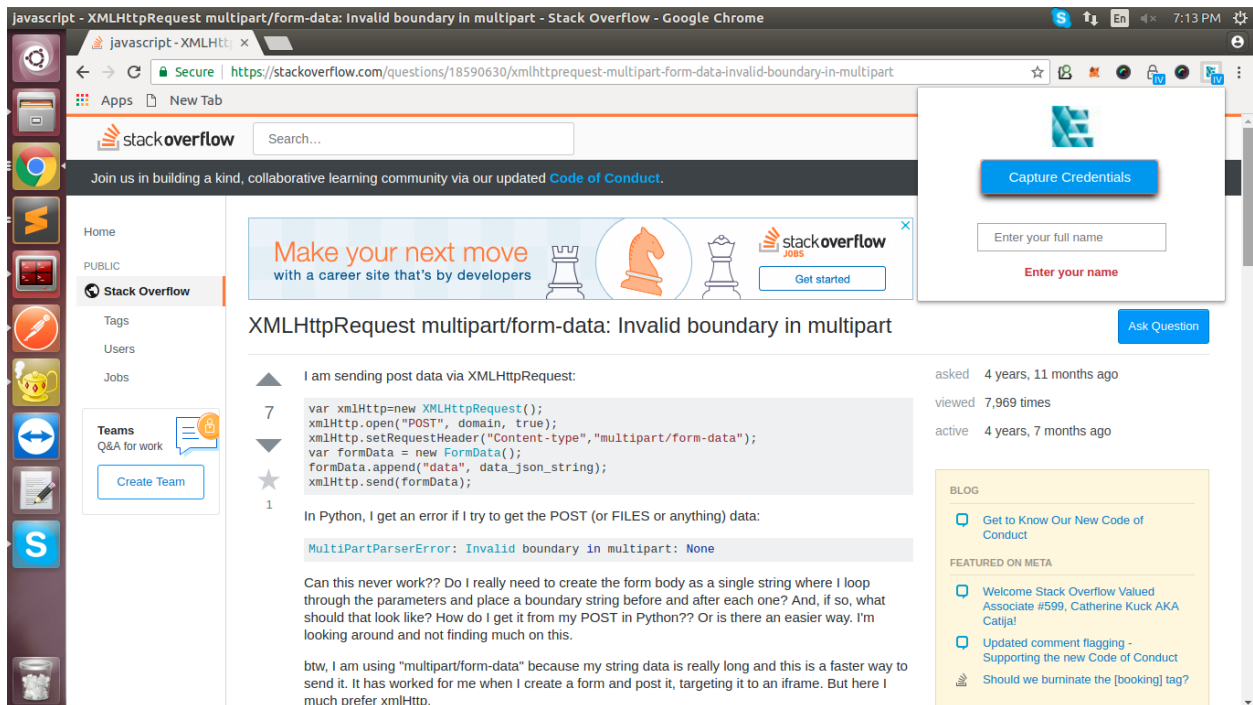 javascript - XMLHttpRequest multipart/form-data: Invalid boundary in multipart - Stack Overflow - Google Chrome
En
7:13 PM
javascript - XMLHtt
Secure
https://stackoverflow.com/questions/18590630/xmlhttprequest-multipart-form-data-invalid-boundary-in-multipart
IV
IV
Apps
New Tab
stackoverflow
Search…
Join us in building a kind, collaborative learning community via our updated Code of Conduct.
Capture Credentials
Enter your full name
Enter your name
Home
PUBLIC
Stack Overflow
Tags
Users
Jobs
Teams
Q&A for work
Create Team
Make your next move
with a career site that's by developers
stackoverflow
JOBS
Get started
XMLHttpRequest multipart/form-data: Invalid boundary in multipart
Ask Question
7
1
I am sending post data via XMLHttpRequest:
var xmlHttp=new XMLHttpRequest();
xmlHttp.open("POST", domain, true);
xmlHttp.setRequestHeader("Content-type","multipart/form-data");
var formData = new FormData();
formData.append("data", data_json_string);
xmlHttp.send(formData);
In Python, I get an error if I try to get the POST (or FILES or anything) data:
MultiPartParserError: Invalid boundary in multipart: None
Can this never work?? Do I really need to create the form body as a single string where I loop
through the parameters and place a boundary string before and after each one? And, if so, what
should that look like? How do I get it from my POST in Python?? Or is there an easier way. I'm
looking around and not finding much on this.
btw, I am using "multipart/form-data" because my string data is really long and this is a faster way to
send it. It has worked for me when I create a form and post it, targeting it to an iframe. But here I
much prefer xmlHttp.
asked 4 years, 11 months ago
viewed 7,969 times
active 4 years, 7 months ago
BLOG
Get to Know Our New Code of
Conduct
FEATURED ON META
Welcome Stack Overflow Valued
Associate #599, Catherine Kuck AKA
Catija!
Updated comment flagging -
Supporting the new Code of Conduct
Should we burninate the [booking] tag?